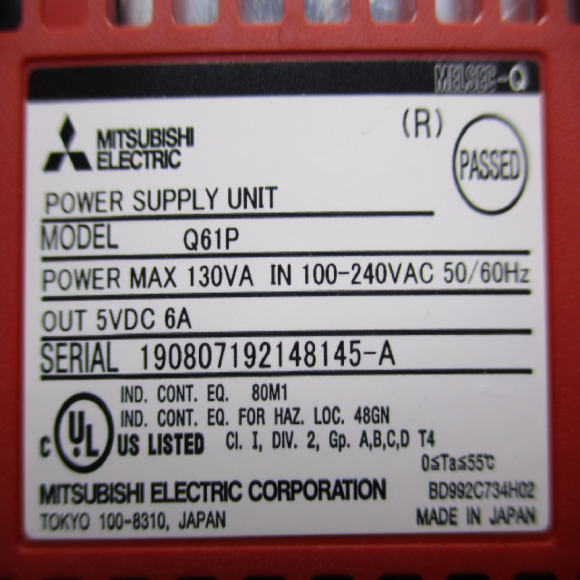 MELSEC-Q
MITSUBISHI
ELECTRIC
(R)
PASSED
POWER SUPPLY UNIT
MODEL Q61P
POWER MAX 130VA IN 100-240VAC 50/60Hz
OUT 5VDC 6A
SERIAL 190807192148145-A
IND. CONT. EQ. 80M1
IND. CONT. EQ. FOR HAZ. LOC. 48GN
C UL US LISTED Cl. I, DIV. 2, Gp. A,B,C,D T4
0≤Ta≤55℃
MITSUBISHI ELECTRIC CORPORATION BD992C734H02
TOKYO 100-8310, JAPAN MADE IN JAPAN